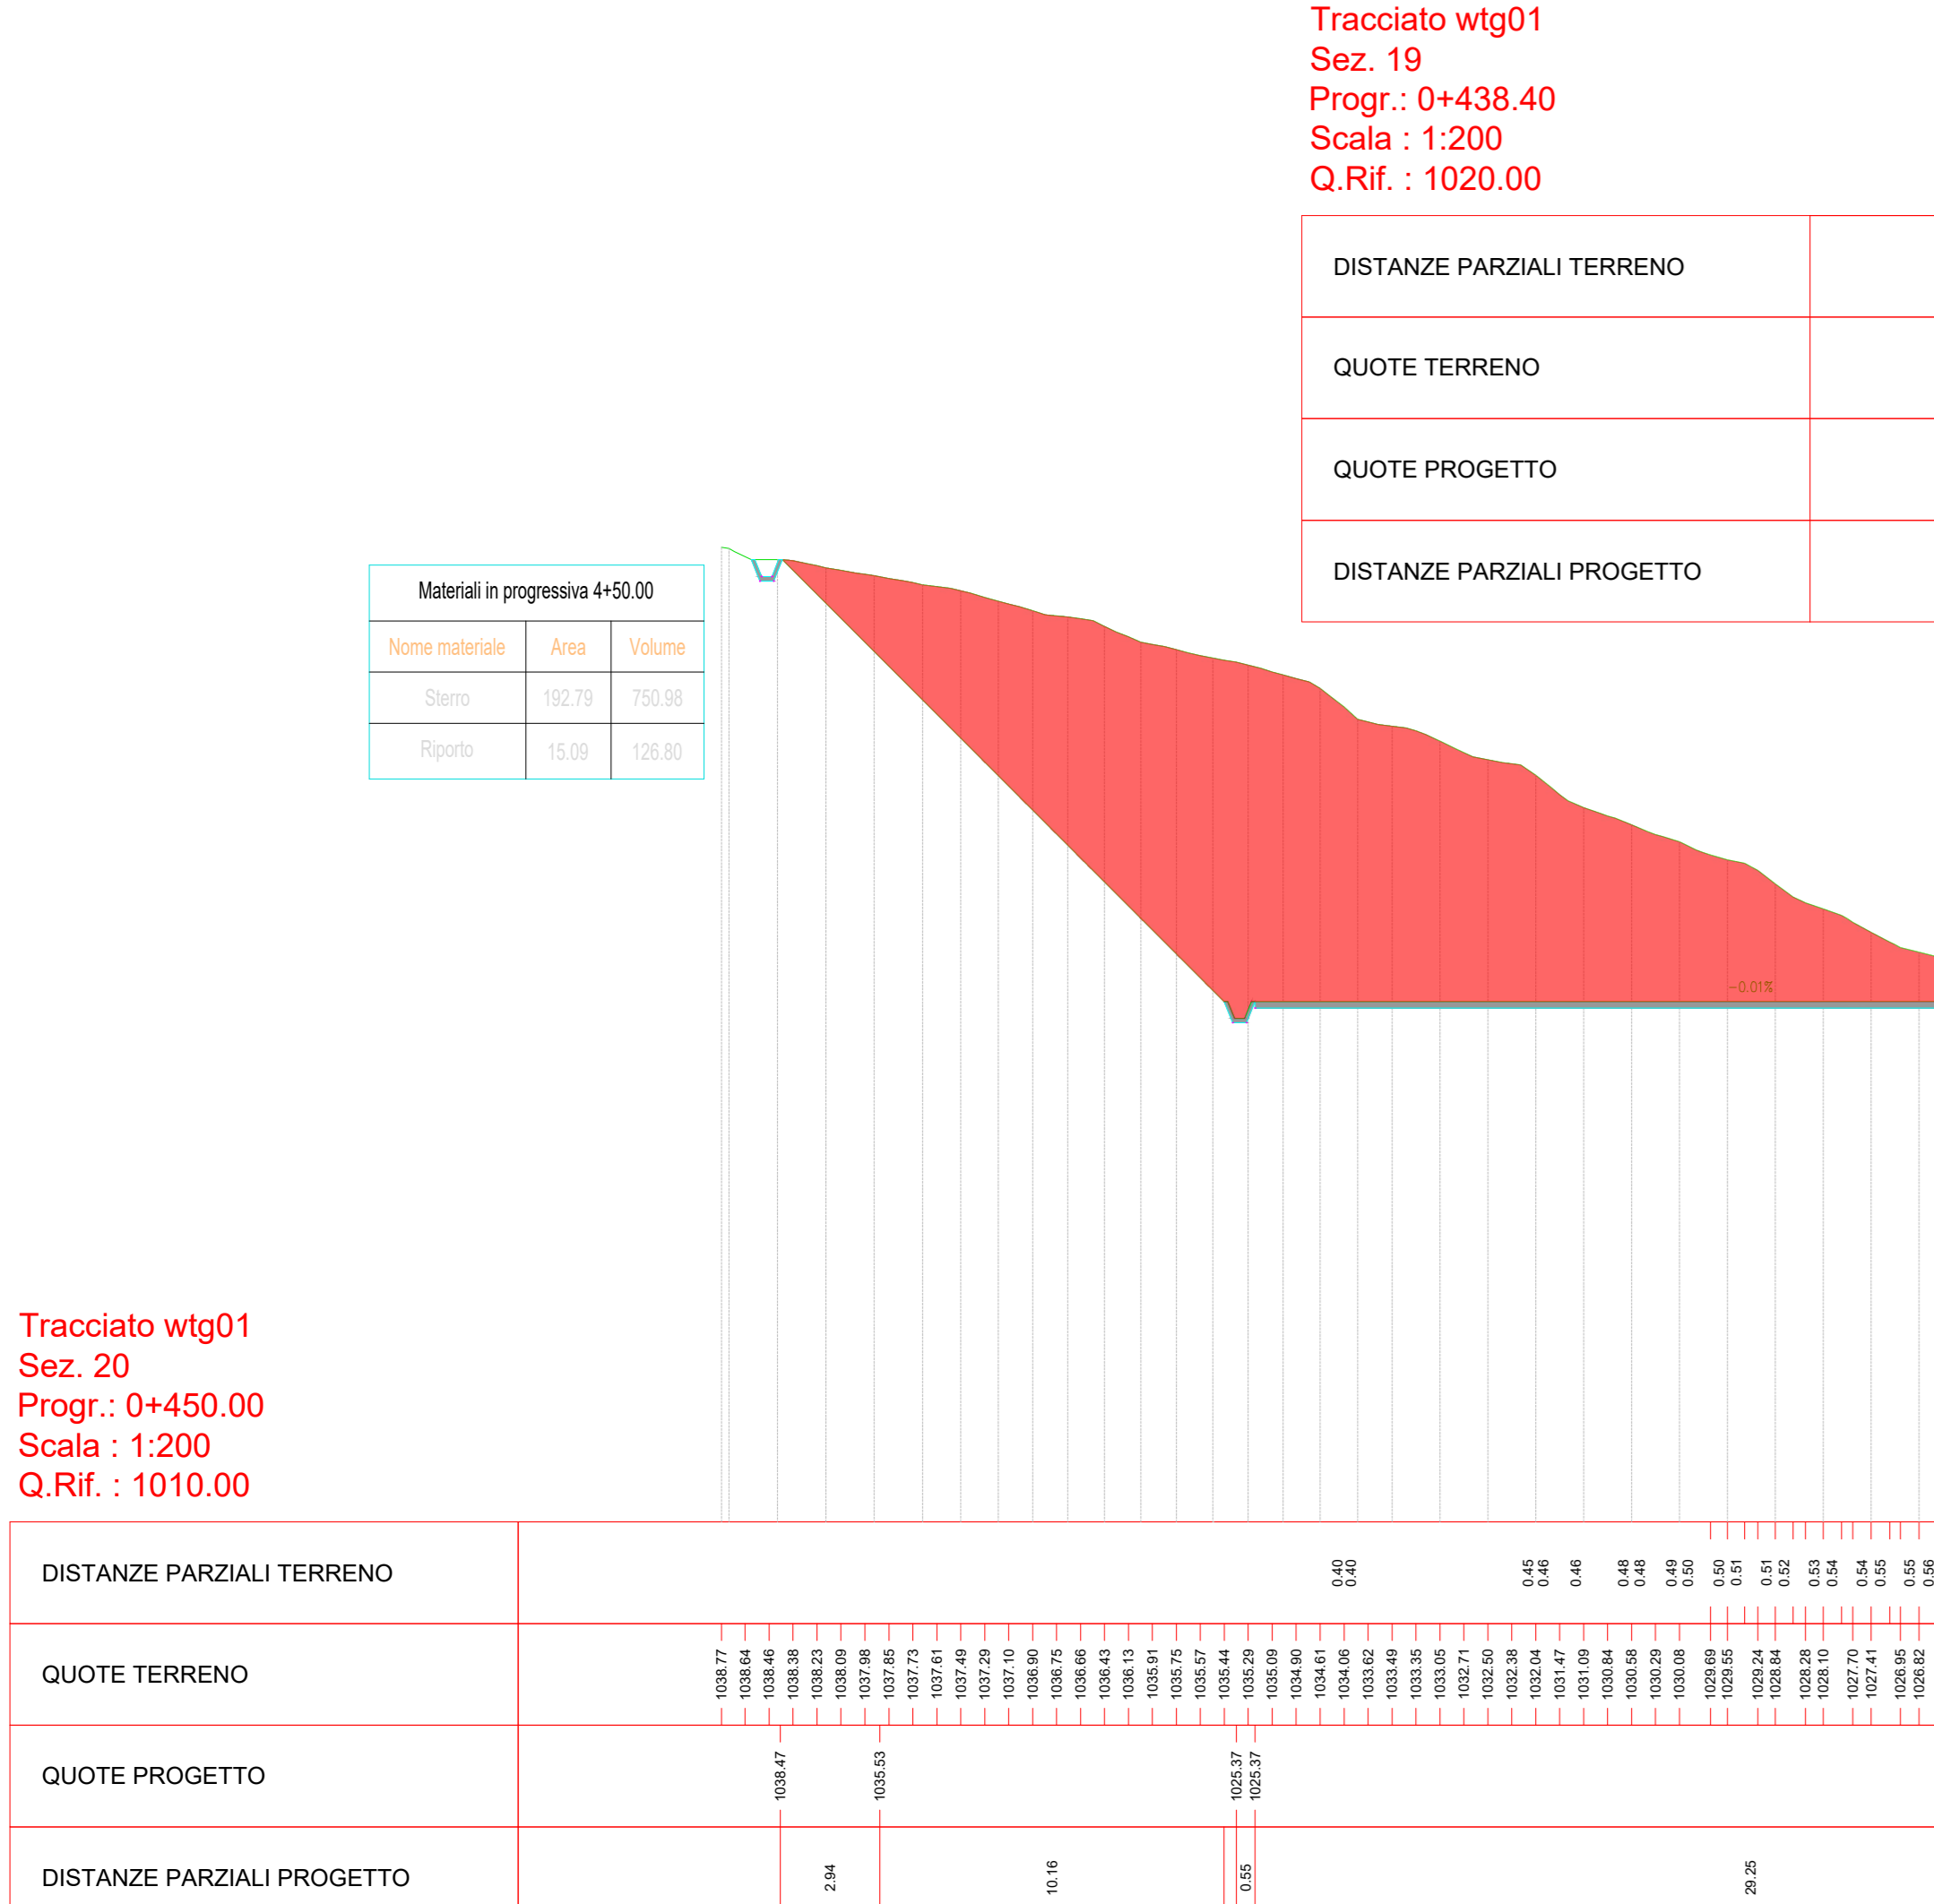 Tracciato wtg01
Sez. 19
Progr.: 0+438.40
Scala : 1:200
Q.Rif. : 1020.00
DISTANZE PARZIALI TERRENO
QUOTE TERRENO
QUOTE PROGETTO
DISTANZE PARZIALI PROGETTO
Materiali in progressiva 4+50.00
Nome materiale Area Volume
Sterro 192.79 750.98
Riporto 15.09 126.80
-0.01%
Tracciato wtg01
Sez. 20
Progr.: 0+450.00
Scala : 1:200
Q.Rif. : 1010.00
DISTANZE PARZIALI TERRENO 0.40 0.40 0.45 0.46 0.46 0.48 0.48 0.49 0.50 0.50 0.51 0.51 0.52 0.53 0.54 0.54 0.55 0.55 0.56
QUOTE TERRENO 1038.77 1038.64 1038.46 1038.38 1038.23 1038.09 1037.98 1037.85 1037.73 1037.61 1037.49 1037.29 1037.10 1036.90 1036.75 1036.66 1036.43 1036.13 1035.91 1035.75 1035.57 1035.44 1035.29 1035.09 1034.90 1034.61 1034.06 1033.62 1033.49 1033.35 1033.05 1032.71 1032.50 1032.38 1032.04 1031.47 1031.09 1030.84 1030.58 1030.29 1030.08 1029.69 1029.55 1029.24 1028.84 1028.28 1028.10 1027.70 1027.41 1026.95 1026.82
QUOTE PROGETTO 1038.47 1035.53 1025.37 1025.37
DISTANZE PARZIALI PROGETTO 2.94 10.16 0.55 29.25